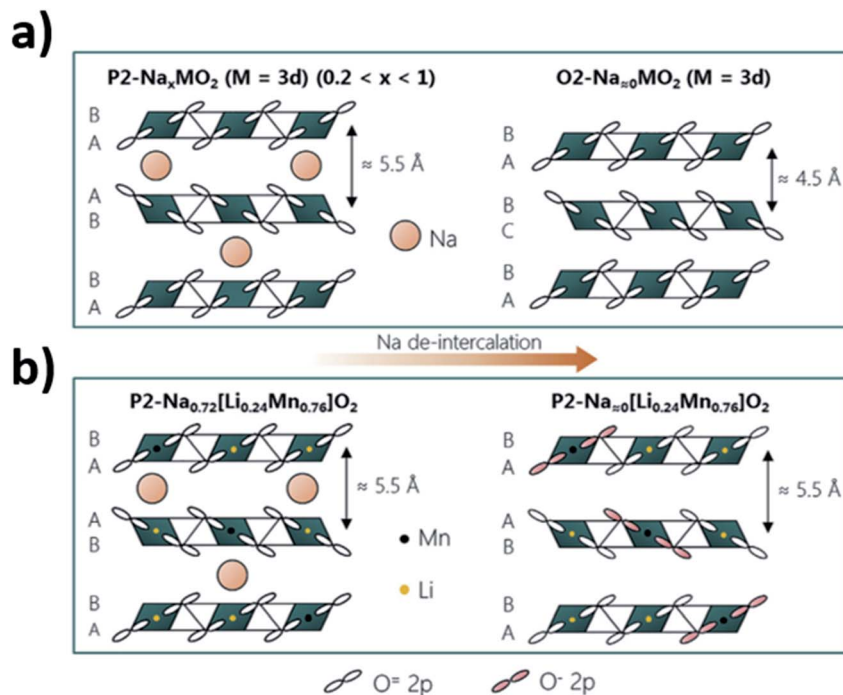 a)
P2-NaₓMO₂ (M = 3d) (0.2 < x < 1)
O2-Na≈₀MO₂ (M = 3d)
B
A
A
B
B
A
≈ 5.5 Å
Na
B
A
B
C
B
A
≈ 4.5 Å
Na de-intercalation
b)
P2-Na₀.₇₂[Li₀.₂₄Mn₀.₇₆]O₂
P2-Na≈₀[Li₀.₂₄Mn₀.₇₆]O₂
B
A
A
B
B
A
≈ 5.5 Å
Mn
Li
B
A
A
B
B
A
≈ 5.5 Å
O⁼ 2p
O⁻ 2p